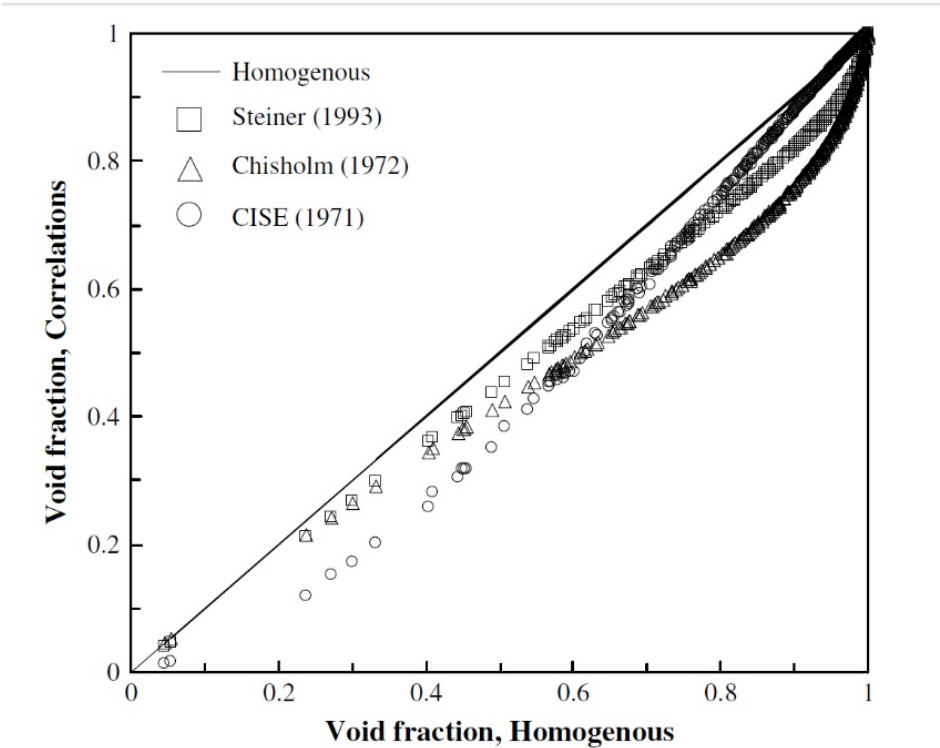 1
Homogenous
Steiner (1993)
0.8
Chisholm (1972)
CISE (1971)
Void fraction, Correlations
0.6
0.4
0.2
0
0
0.2
0.4
0.6
0.8
1
Void fraction, Homogenous